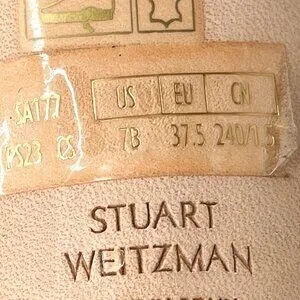 SA177 US EU CN
PS23 CS 7B 37.5 240/1.5
STUART
WEITZMAN